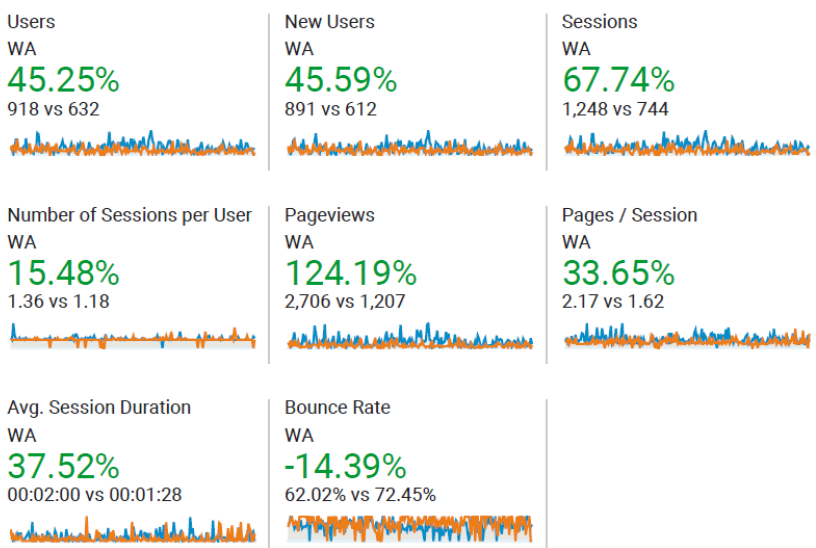 Users
WA
45.25%
918 vs 632
New Users
WA
45.59%
891 vs 612
Sessions
WA
67.74%
1,248 vs 744
Number of Sessions per User
WA
15.48%
1.36 vs 1.18
Pageviews
WA
124.19%
2,706 vs 1,207
Pages / Session
WA
33.65%
2.17 vs 1.62
Avg. Session Duration
WA
37.52%
00:02:00 vs 00:01:28
Bounce Rate
WA
-14.39%
62.02% vs 72.45%